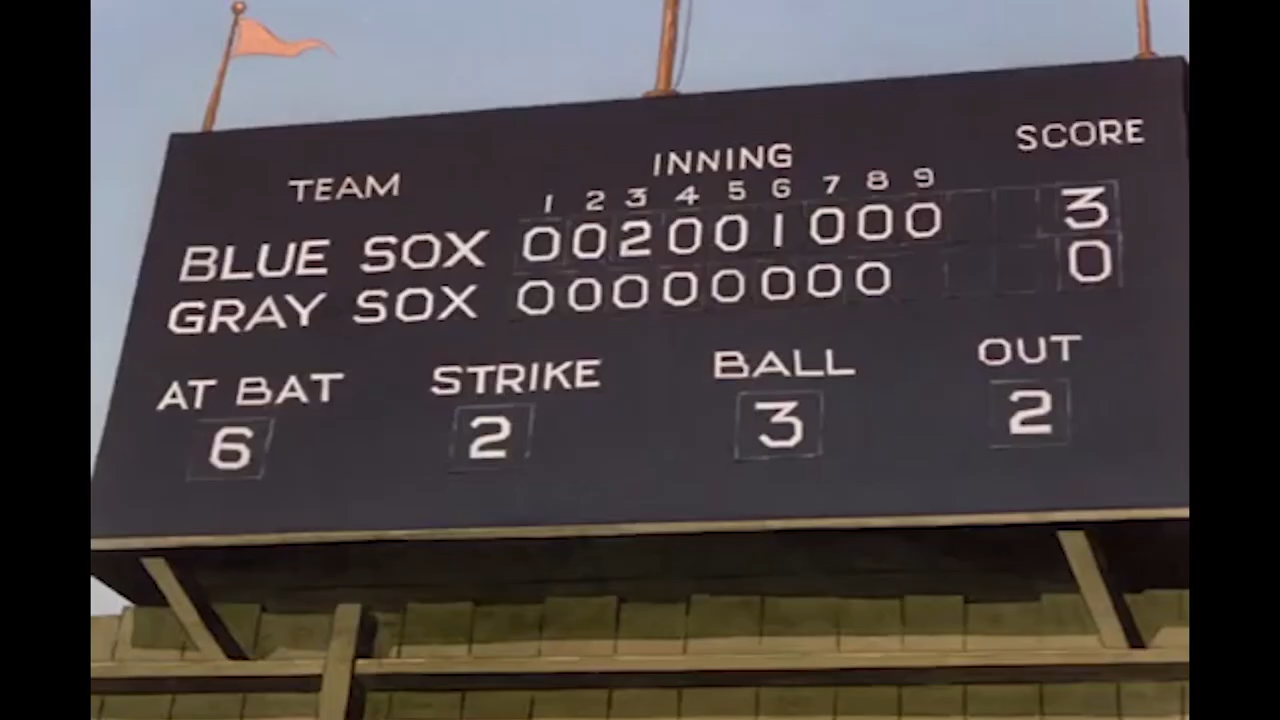 TEAM INNING SCORE
1 2 3 4 5 6 7 8 9
BLUE SOX 0 0 2 0 0 1 0 0 0 3
GRAY SOX 0 0 0 0 0 0 0 0 0
AT BAT STRIKE BALL OUT
6 2 3 2